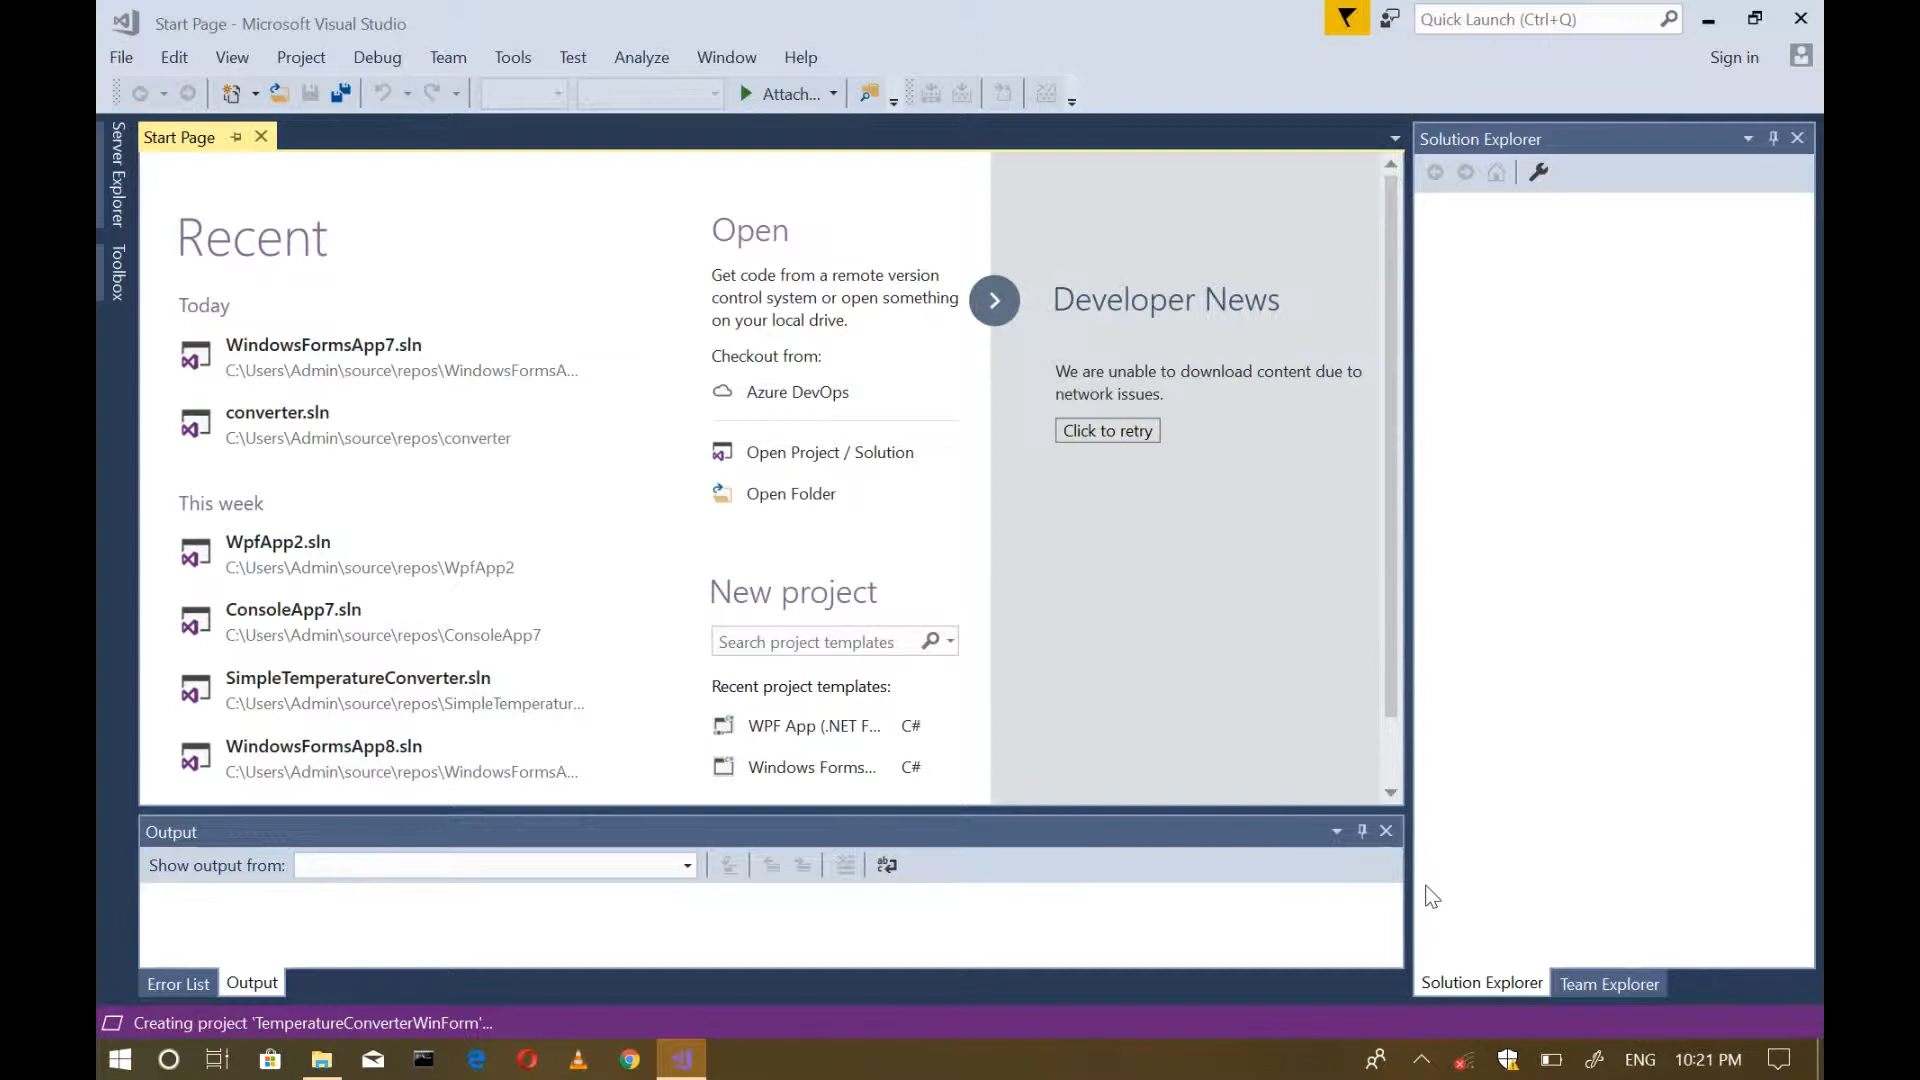 Start Page - Microsoft Visual Studio
Quick Launch (Ctrl+Q)
File Edit View Project Debug Team Tools Test Analyze Window Help
Sign in
Attach...
Server Explorer
Toolbox
Start Page
Recent
Today
WindowsFormsApp7.sln
C:\Users\Admin\source\repos\WindowsFormsA...
converter.sln
C:\Users\Admin\source\repos\converter
This week
WpfApp2.sln
C:\Users\Admin\source\repos\WpfApp2
ConsoleApp7.sln
C:\Users\Admin\source\repos\ConsoleApp7
SimpleTemperatureConverter.sln
C:\Users\Admin\source\repos\SimpleTemperatur...
WindowsFormsApp8.sln
C:\Users\Admin\source\repos\WindowsFormsA...
Open
Get code from a remote version
control system or open something
on your local drive.
Checkout from:
Azure DevOps
Open Project / Solution
Open Folder
New project
Search project templates
Recent project templates:
WPF App (.NET F... C#
Windows Forms... C#
Developer News
We are unable to download content due to
network issues.
Click to retry
Solution Explorer
Output
Show output from:
Error List Output
Solution Explorer Team Explorer
Creating project 'TemperatureConverterWinForm'...
ENG 10:21 PM